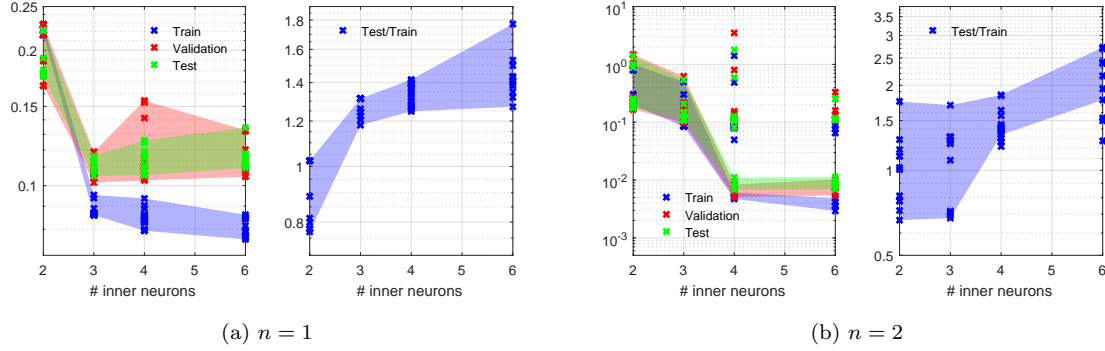 0.25
0.15
0.1
2 3 4 5 6
# inner neurons
Train
Validation
Test
1.8
1.6
1.4
1.2
1
0.8
2 3 4 5 6
# inner neurons
Test/Train
(a) n = 1
10^1
10^0
10^-1
10^-2
10^-3
2 3 4 5 6
# inner neurons
Train
Validation
Test
3.5
3
2.5
2
1.5
1
0.5
2 3 4 5 6
# inner neurons
Test/Train
(b) n = 2